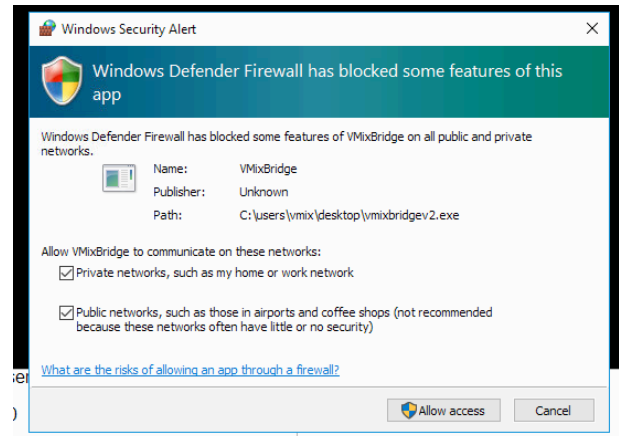 Windows Security Alert
Windows Defender Firewall has blocked some features of this
app
Windows Defender Firewall has blocked some features of VMixBridge on all public and private
networks.
Name: VMixBridge
Publisher: Unknown
Path: C:\users\vmix\desktop\vmixbridgev2.exe
Allow VMixBridge to communicate on these networks:
Private networks, such as my home or work network
Public networks, such as those in airports and coffee shops (not recommended
because these networks often have little or no security)
What are the risks of allowing an app through a firewall?
Allow access Cancel